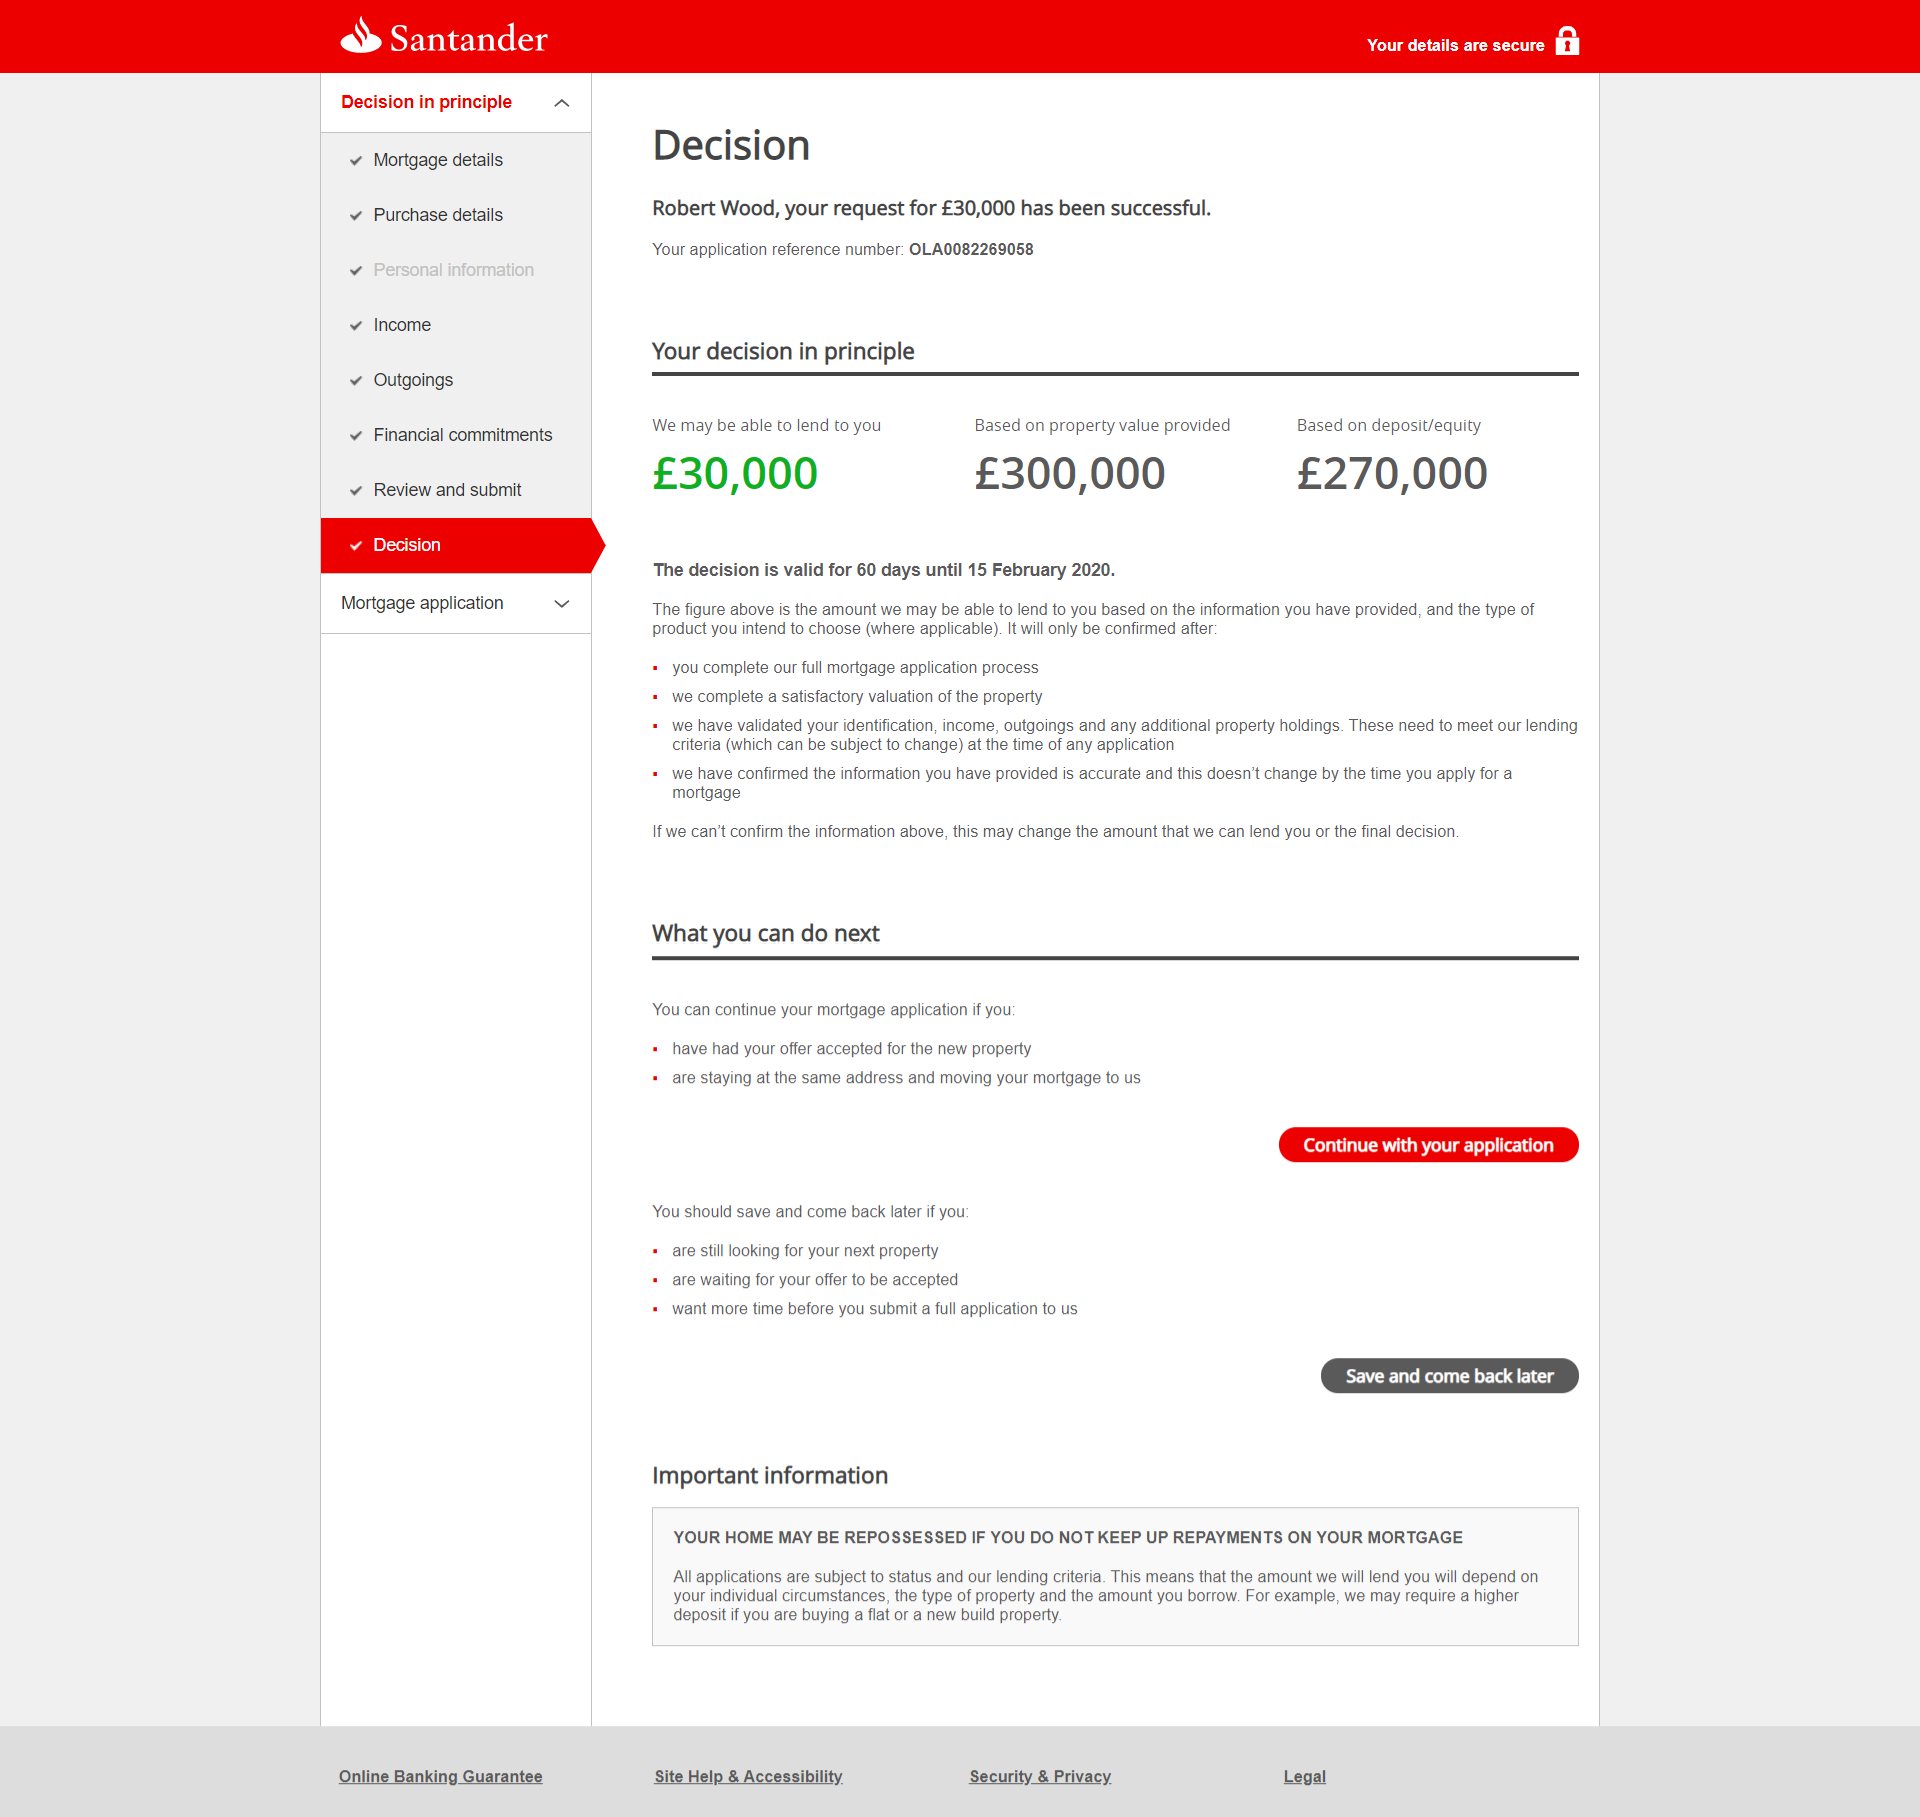 Santander
Your details are secure
Decision in principle
Mortgage details
Purchase details
Personal information
Income
Outgoings
Financial commitments
Review and submit
Decision
Mortgage application
Decision
Robert Wood, your request for £30,000 has been successful.
Your application reference number: OLA0082269058
Your decision in principle
We may be able to lend to you
£30,000
Based on property value provided
£300,000
Based on deposit/equity
£270,000
The decision is valid for 60 days until 15 February 2020.
The figure above is the amount we may be able to lend to you based on the information you have provided, and the type of
product you intend to choose (where applicable). It will only be confirmed after:
you complete our full mortgage application process
we complete a satisfactory valuation of the property
we have validated your identification, income, outgoings and any additional property holdings. These need to meet our lending
criteria (which can be subject to change) at the time of any application
we have confirmed the information you have provided is accurate and this doesn’t change by the time you apply for a
mortgage
If we can’t confirm the information above, this may change the amount that we can lend you or the final decision.
What you can do next
You can continue your mortgage application if you:
have had your offer accepted for the new property
are staying at the same address and moving your mortgage to us
Continue with your application
You should save and come back later if you:
are still looking for your next property
are waiting for your offer to be accepted
want more time before you submit a full application to us
Save and come back later
Important information
YOUR HOME MAY BE REPOSSESSED IF YOU DO NOT KEEP UP REPAYMENTS ON YOUR MORTGAGE
All applications are subject to status and our lending criteria. This means that the amount we will lend you will depend on
your individual circumstances, the type of property and the amount you borrow. For example, we may require a higher
deposit if you are buying a flat or a new build property.
Online Banking Guarantee
Site Help & Accessibility
Security & Privacy
Legal